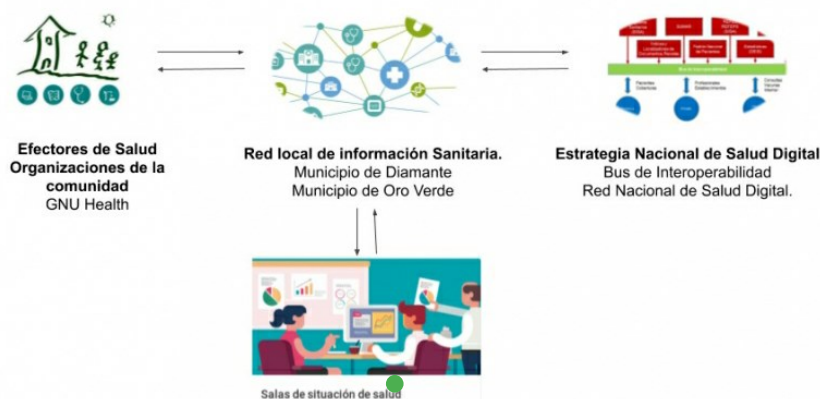 Efectores de Salud
Organizaciones de la
comunidad
GNU Health
Red local de información Sanitaria.
Municipio de Diamante
Municipio de Oro Verde
Estrategia Nacional de Salud Digital
Bus de Interoperabilidad
Red Nacional de Salud Digital.
Salas de situación de salud